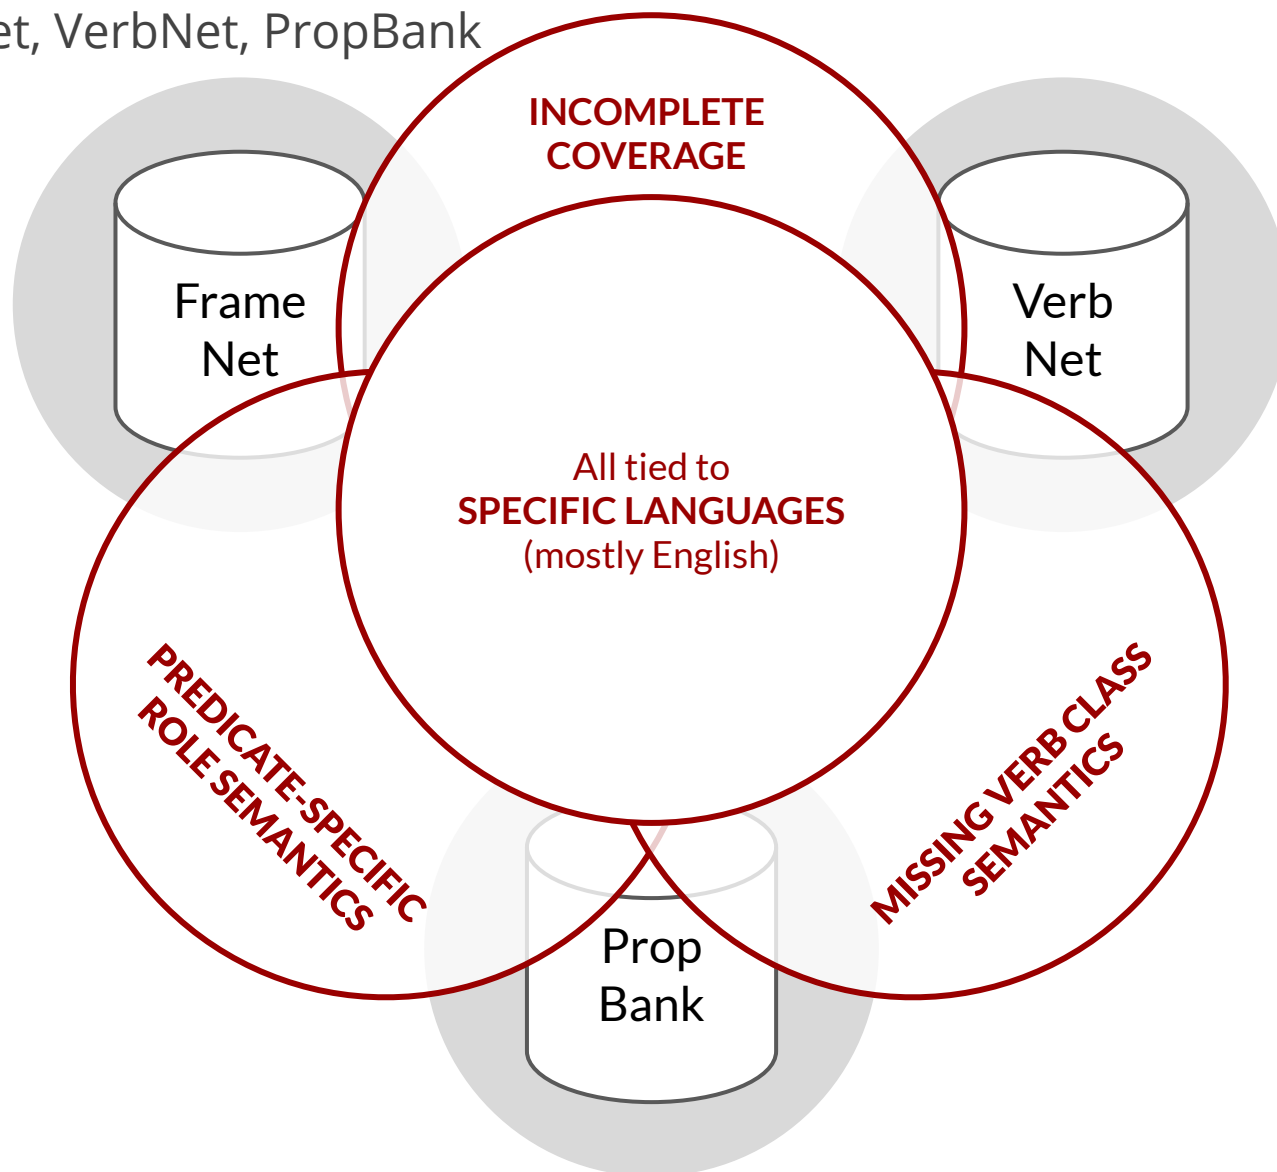 et, VerbNet, PropBank
INCOMPLETE
COVERAGE
Frame
Net
Verb
Net
All tied to
SPECIFIC LANGUAGES
(mostly English)
PREDICATE-SPECIFIC
ROLE SEMANTICS
MISSING VERB CLASS
SEMANTICS
Prop
Bank